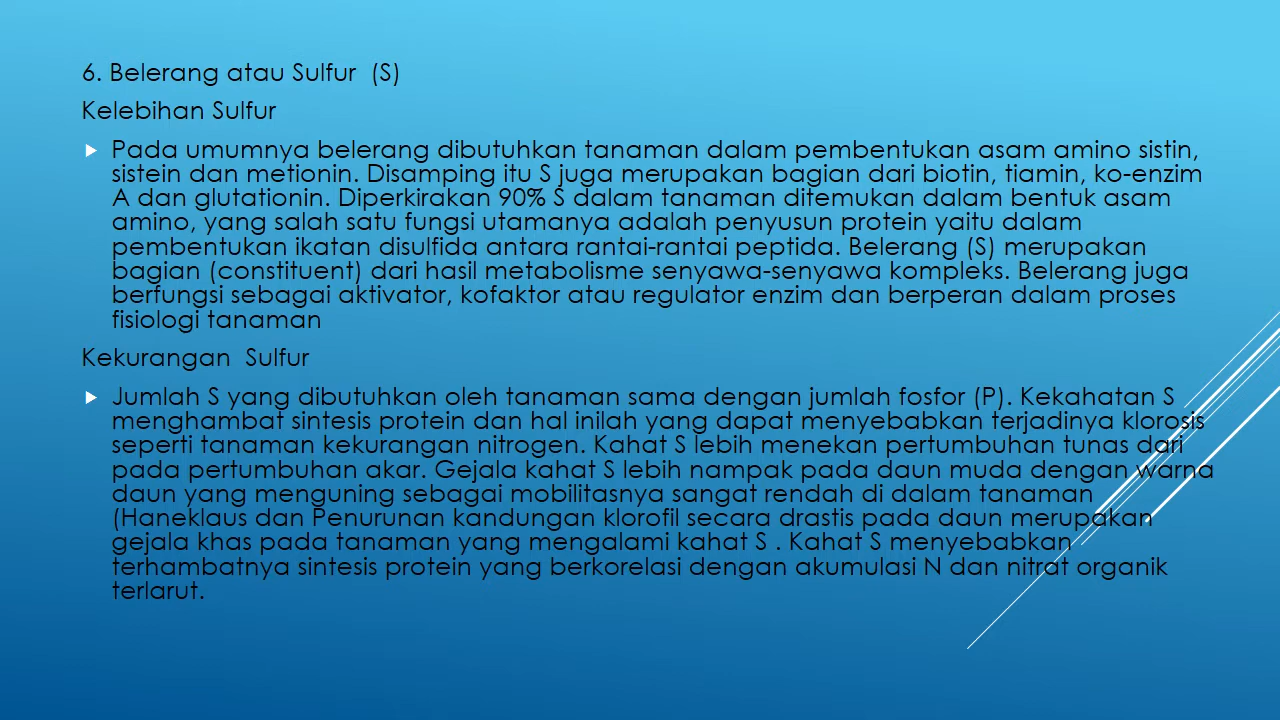 6. Belerang atau Sulfur  (S)
Kelebihan Sulfur
Pada umumnya belerang dibutuhkan tanaman dalam pembentukan asam amino sistin,
sistein dan metionin. Disamping itu S juga merupakan bagian dari biotin, tiamin, ko-enzim
A dan glutationin. Diperkirakan 90% S dalam tanaman ditemukan dalam bentuk asam
amino, yang salah satu fungsi utamanya adalah penyusun protein yaitu dalam
pembentukan ikatan disulfida antara rantai-rantai peptida. Belerang (S) merupakan
bagian (constituent) dari hasil metabolisme senyawa-senyawa kompleks. Belerang juga
berfungsi sebagai aktivator, kofaktor atau regulator enzim dan berperan dalam proses
fisiologi tanaman
Kekurangan  Sulfur
Jumlah S yang dibutuhkan oleh tanaman sama dengan jumlah fosfor (P). Kekahatan S
menghambat sintesis protein dan hal inilah yang dapat menyebabkan terjadinya klorosis
seperti tanaman kekurangan nitrogen. Kahat S lebih menekan pertumbuhan tunas dari
pada pertumbuhan akar. Gejala kahat S lebih nampak pada daun muda dengan warna
daun yang menguning sebagai mobilitasnya sangat rendah di dalam tanaman
(Haneklaus dan Penurunan kandungan klorofil secara drastis pada daun merupakan
gejala khas pada tanaman yang mengalami kahat S . Kahat S menyebabkan
terhambatnya sintesis protein yang berkorelasi dengan akumulasi N dan nitrat organik
terlarut.